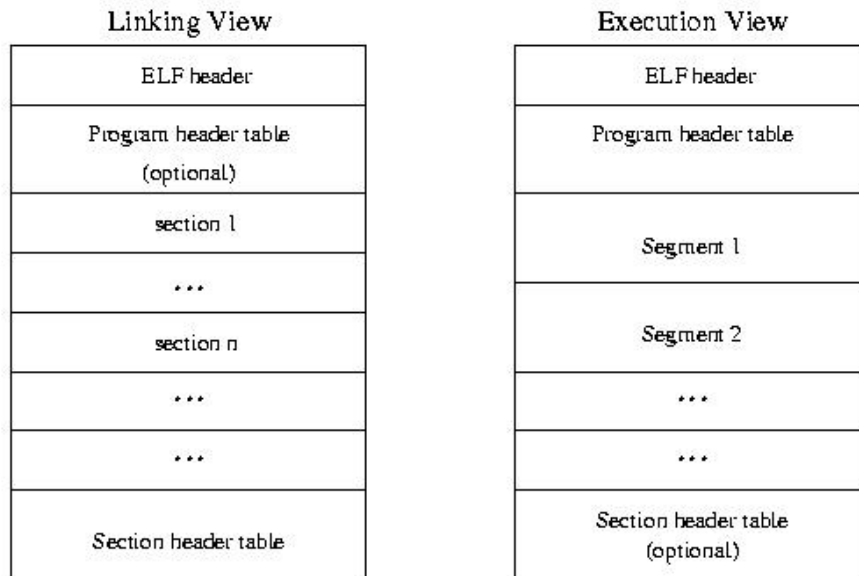 Linking View
ELF header
Program header table
(optional)
section 1
...
section n
...
...
Section header table
Execution View
ELF header
Program header table
Segment 1
Segment 2
...
...
Section header table
(optional)